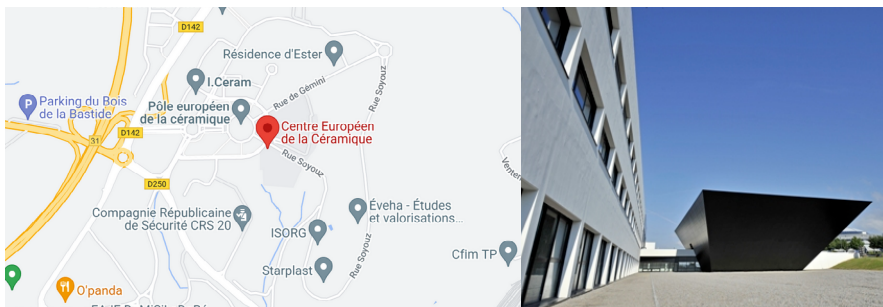 D142
Résidence d'Ester
I.Ceram
Rue de Gémini
Rue Soyouz
Parking du Bois
de la Bastide
Pôle européen
de la céramique
Centre Européen
de la Céramique
31
D142
Rue Soyouz
D250
Compagnie Républicaine
de Sécurité CRS 20
Éveha - Études
et valorisations...
ISORG
Rue Soyouz
Cflm TP
Starplast
O'panda